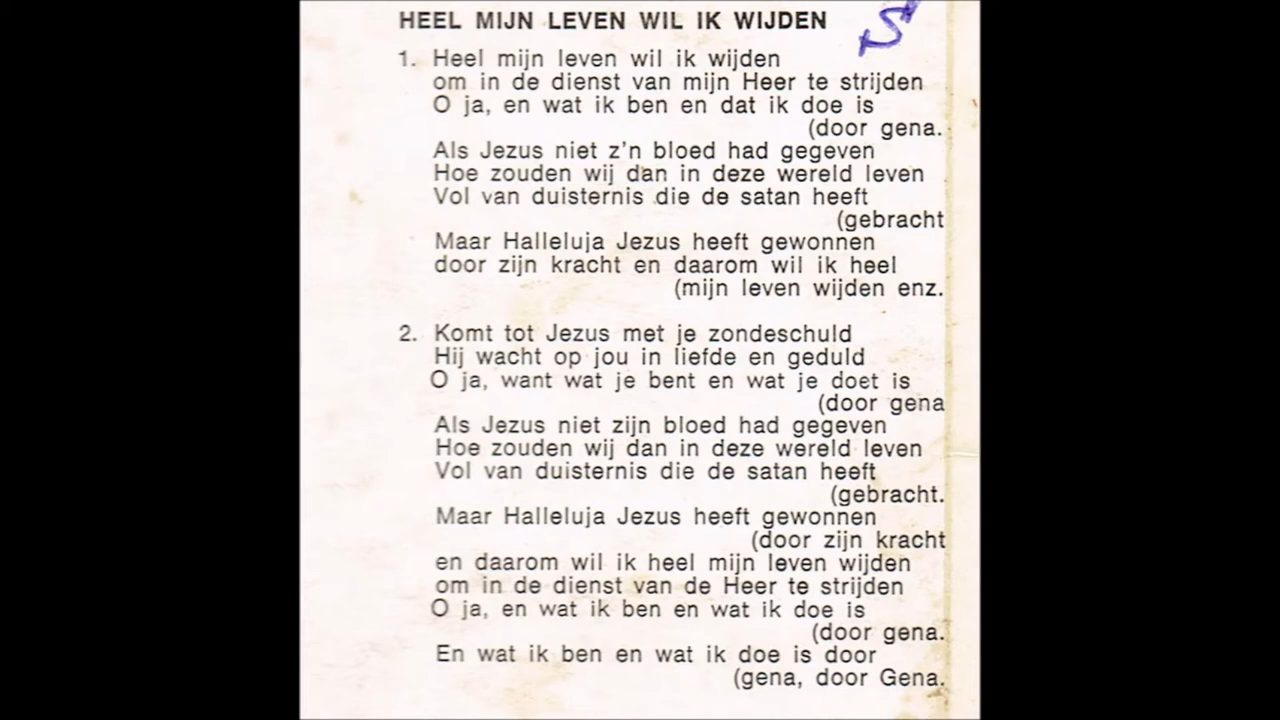 HEEL MIJN LEVEN WIL IK WIJDEN
1. Heel mijn leven wil ik wijden
om in de dienst van mijn Heer te strijden
O ja, en wat ik ben en dat ik doe is
(door gena.
Als Jezus niet z'n bloed had gegeven
Hoe zouden wij dan in deze wereld leven
Vol van duisternis die de satan heeft
(gebracht
Maar Halleluja Jezus heeft gewonnen
door zijn kracht en daarom wil ik heel
(mijn leven wijden enz.
2. Komt tot Jezus met je zondeschuld
Hij wacht op jou in liefde en geduld
O ja, want wat je bent en wat je doet is
(door gena
Als Jezus niet zijn bloed had gegeven
Hoe zouden wij dan in deze wereld leven
Vol van duisternis die de satan heeft
(gebracht.
Maar Halleluja Jezus heeft gewonnen
(door zijn kracht
en daarom wil ik heel mijn leven wijden
om in de dienst van de Heer te strijden
O ja, en wat ik ben en wat ik doe is
(door gena.
En wat ik ben en wat ik doe is door
(gena, door Gena.